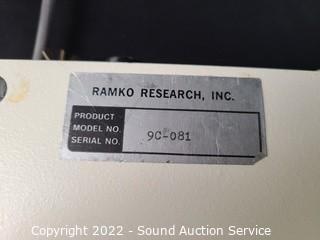 RAMKO RESEARCH, INC.
PRODUCT
MODEL NO.
SERIAL NO. 9C-081
Copyright © 2022 - Sound Auction Service